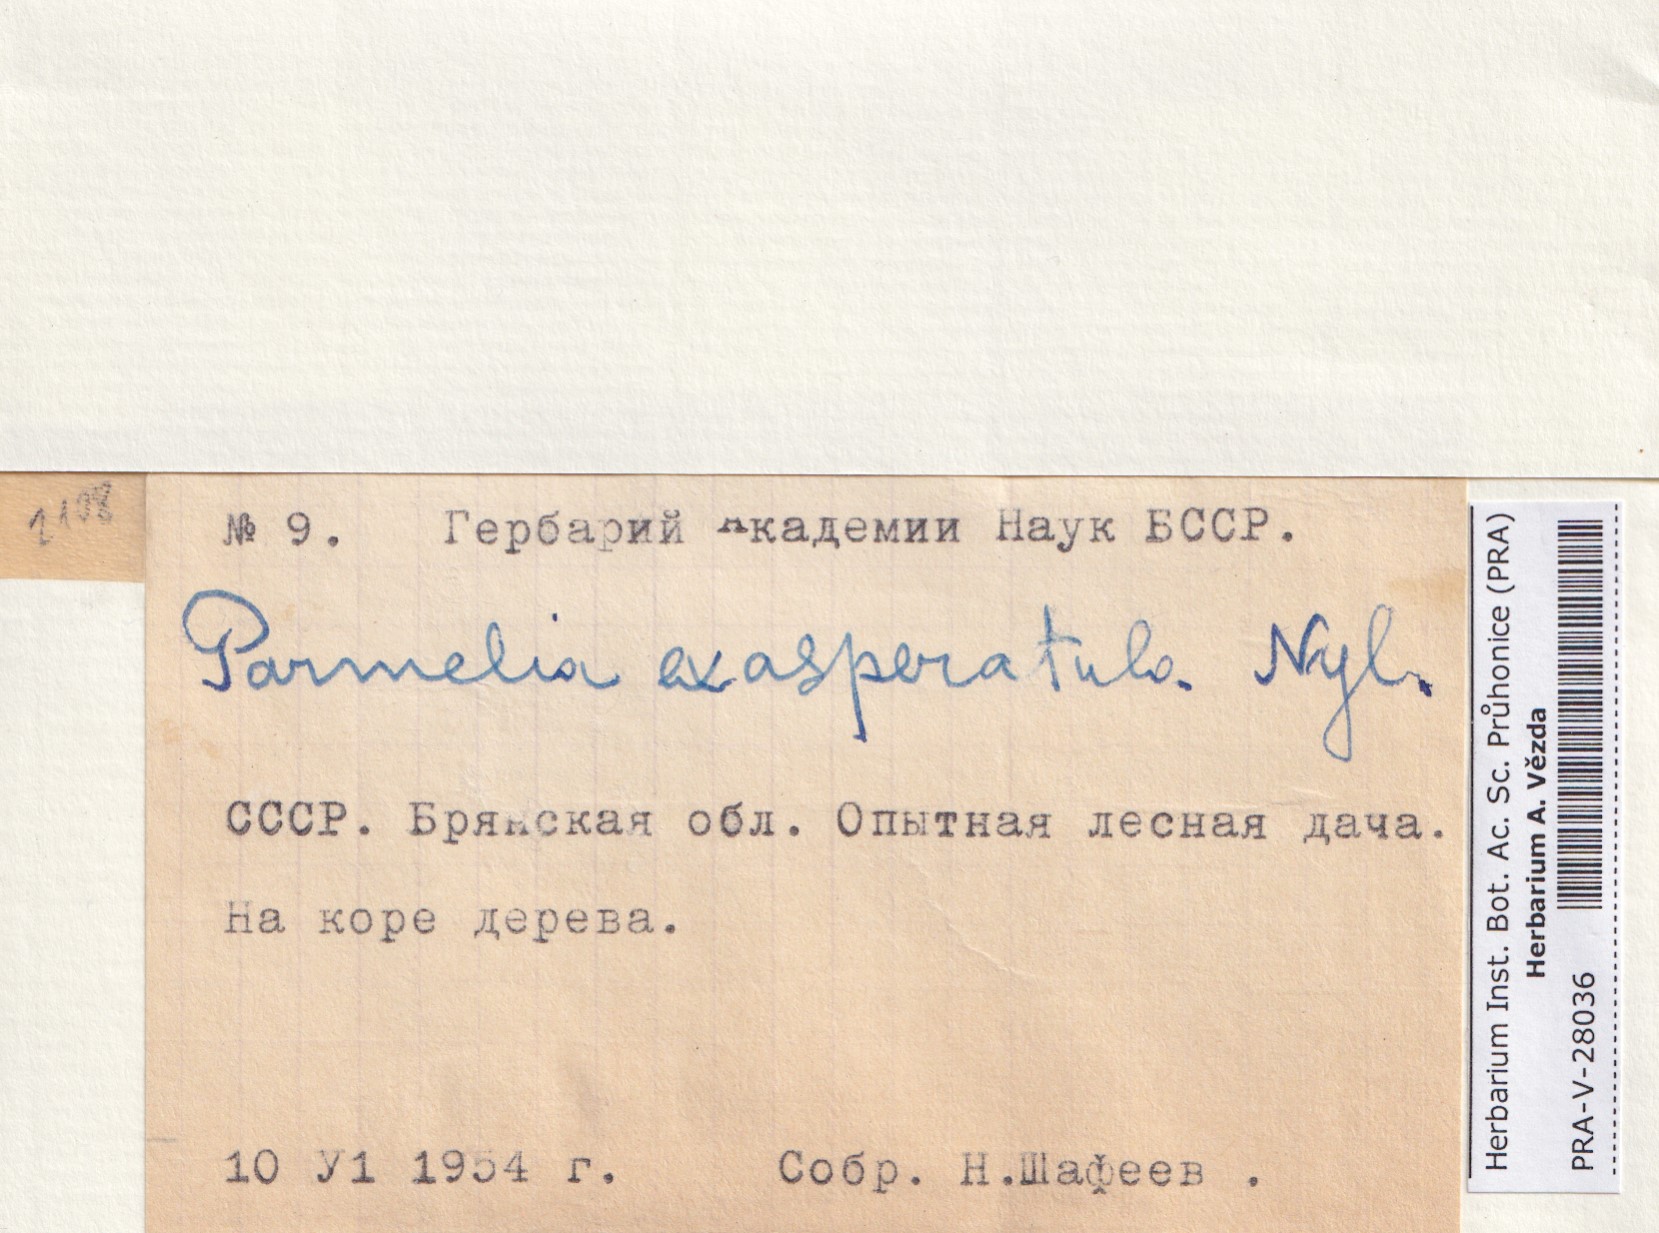 1108
№ 9. Гербарий Академии Наук БССР.
Parmelia exasperatula Nyl.
СССР. Брянская обл. Опытная лесная дача.
На коре дерева.
10 У1 1954 г. Собр. Н.Шафеев .
Herbarium Inst. Bot. Ac. Sc. Průhonice (PRA)
Herbarium A. Vězda
PRA-V-28036